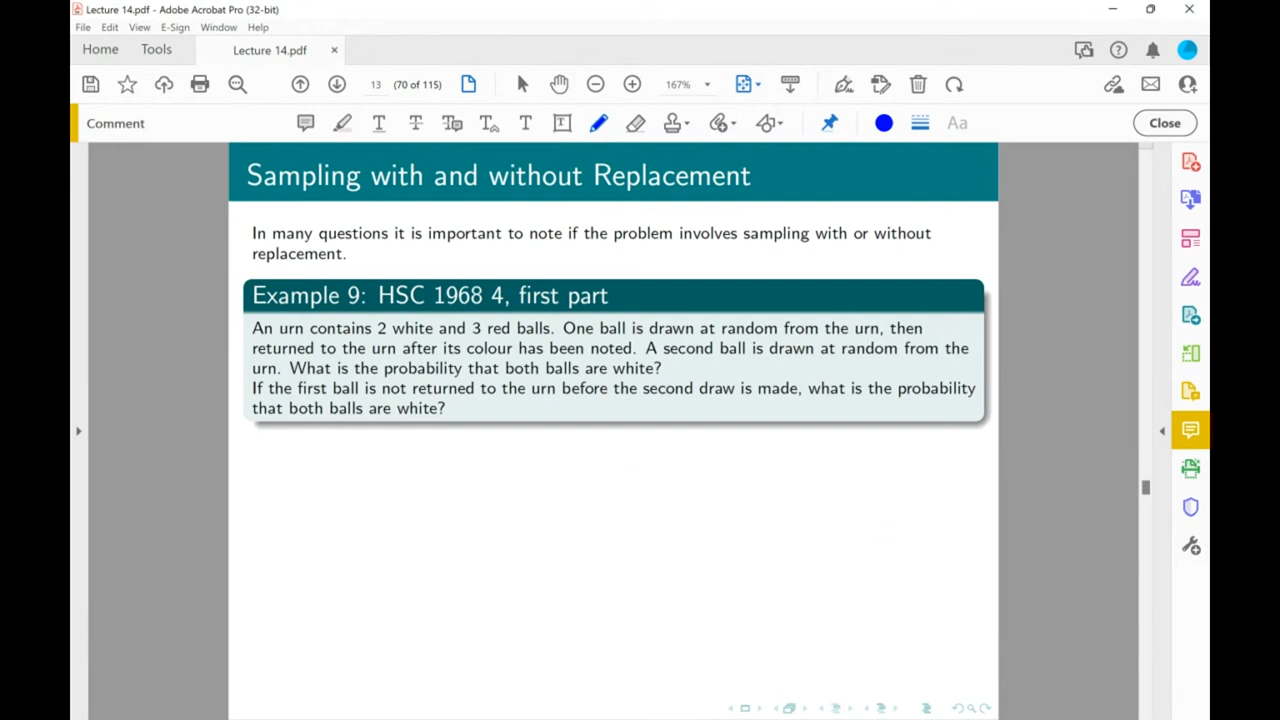 Lecture 14.pdf - Adobe Acrobat Pro (32-bit)
File Edit View E-Sign Window Help
Home Tools Lecture 14.pdf ×
13 (70 of 115) 167%
Comment Aa Close
Sampling with and without Replacement
In many questions it is important to note if the problem involves sampling with or without
replacement.
Example 9: HSC 1968 4, first part
An urn contains 2 white and 3 red balls. One ball is drawn at random from the urn, then
returned to the urn after its colour has been noted. A second ball is drawn at random from the
urn. What is the probability that both balls are white?
If the first ball is not returned to the urn before the second draw is made, what is the probability
that both balls are white?